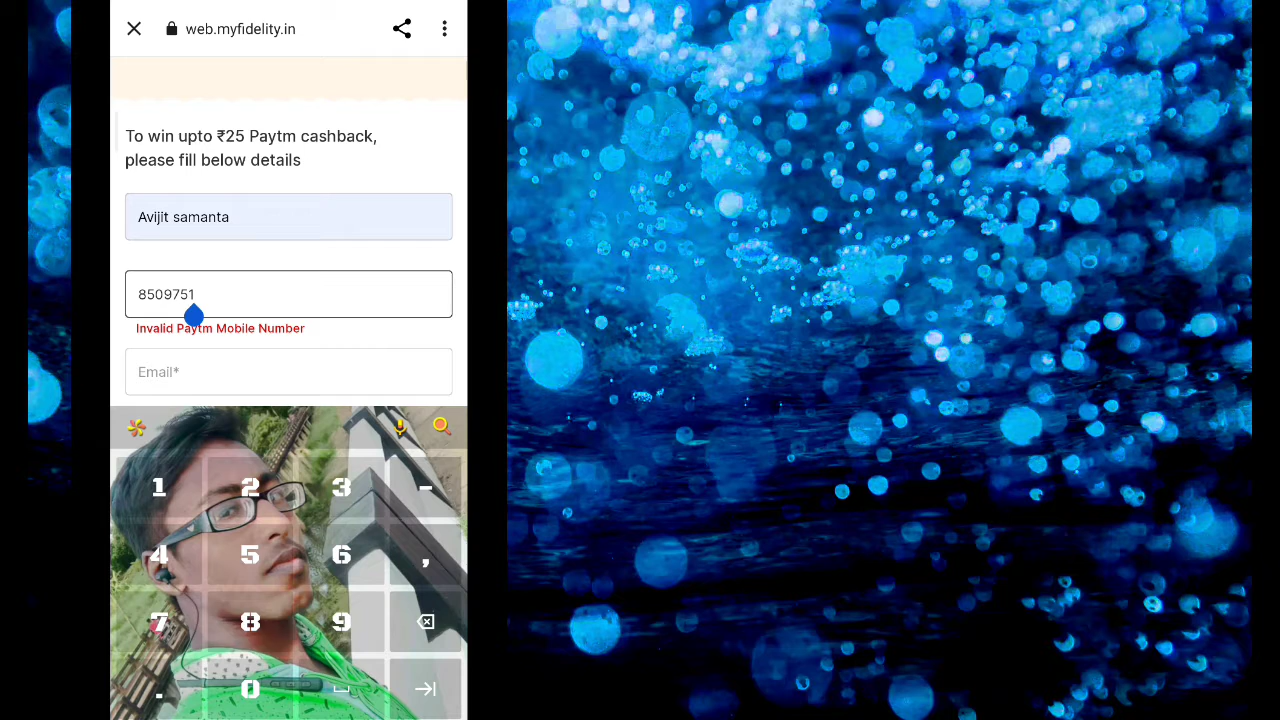 web.myfidelity.in
To win upto ₹25 Paytm cashback,
please fill below details
Avijit samanta
8509751
Invalid Paytm Mobile Number
Email*
1 2 3 -
4 5 6 ,
7 8 9
. 0